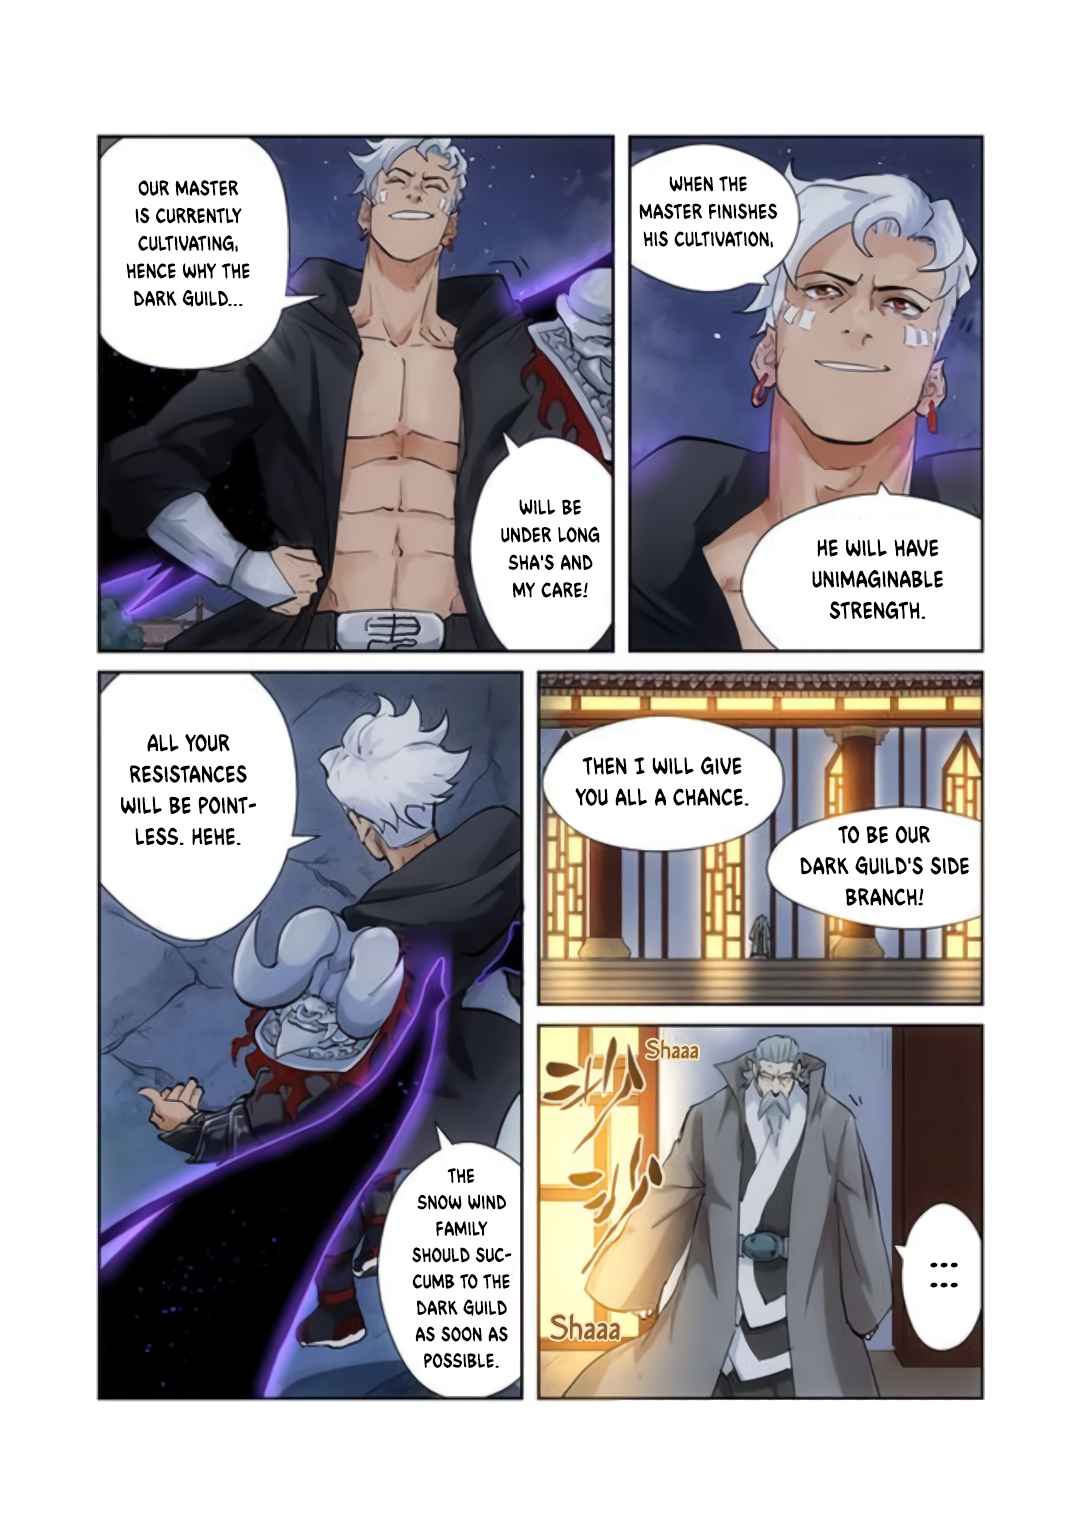 OUR MASTER
IS CURRENTLY
CULTIVATING,
HENCE WHY THE
DARK GUILD...
WILL BE
UNDER LONG
SHA'S AND
MY CARE!
WHEN THE
MASTER FINISHES
HIS CULTIVATION,
HE WILL HAVE
UNIMAGINABLE
STRENGTH.
ALL YOUR
RESISTANCES
WILL BE POINT-
LESS. HEHE.
THE
SNOW WIND
FAMILY
SHOULD SUC-
CUMB TO THE
DARK GUILD
AS SOON AS
POSSIBLE.
THEN I WILL GIVE
YOU ALL A CHANCE.
TO BE OUR
DARK GUILD'S SIDE
BRANCH!
Shaaa
Shaaa
...
...